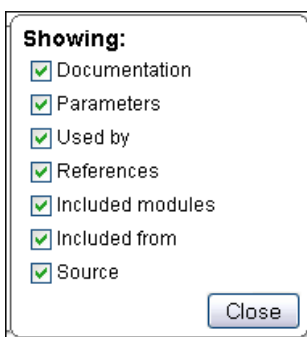 Showing:
Documentation
Parameters
Used by
References
Included modules
Included from
Source
Close